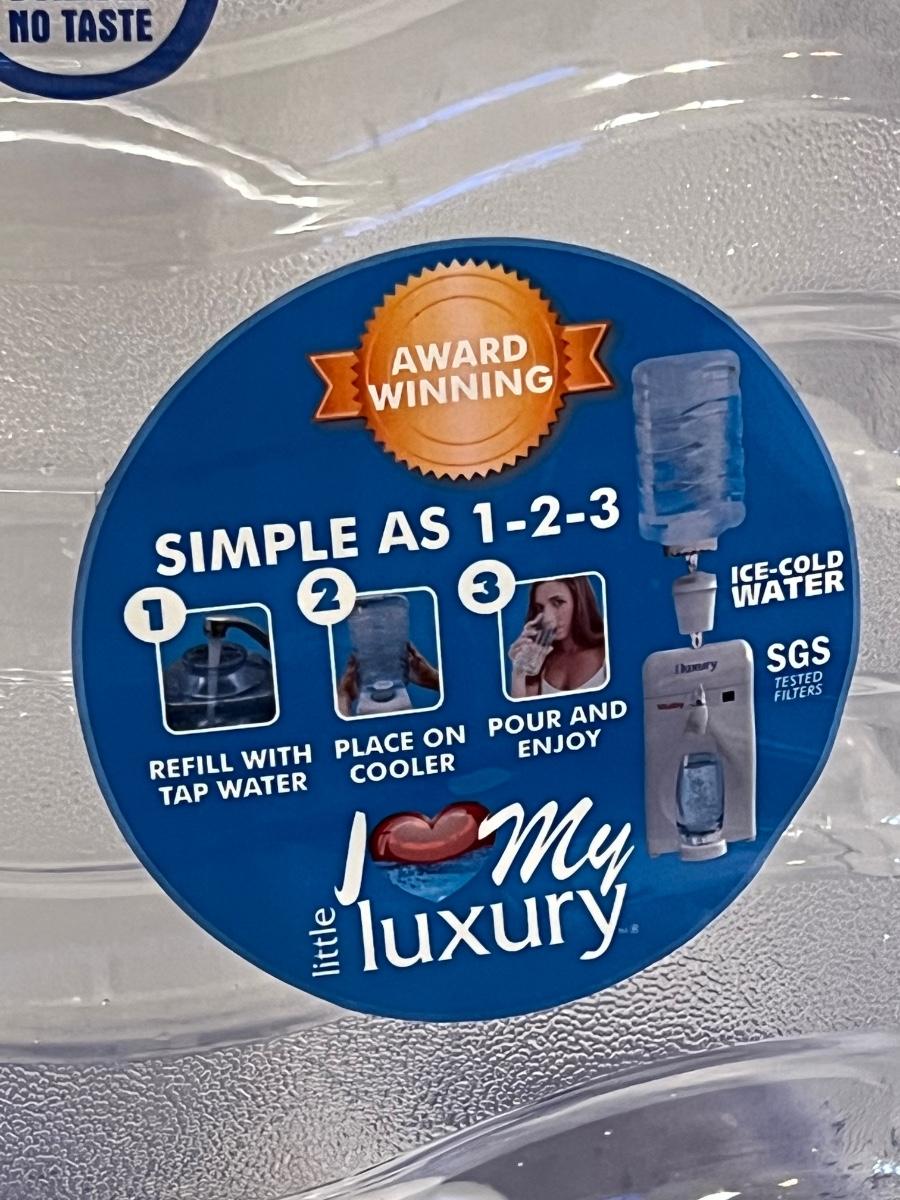 NO TASTE
AWARD
WINNING
SIMPLE AS 1-2-3
1
2
3
REFILL WITH
TAP WATER
PLACE ON
COOLER
POUR AND
ENJOY
ICE-COLD
WATER
SGS
TESTED
FILTERS
I My
little luxury